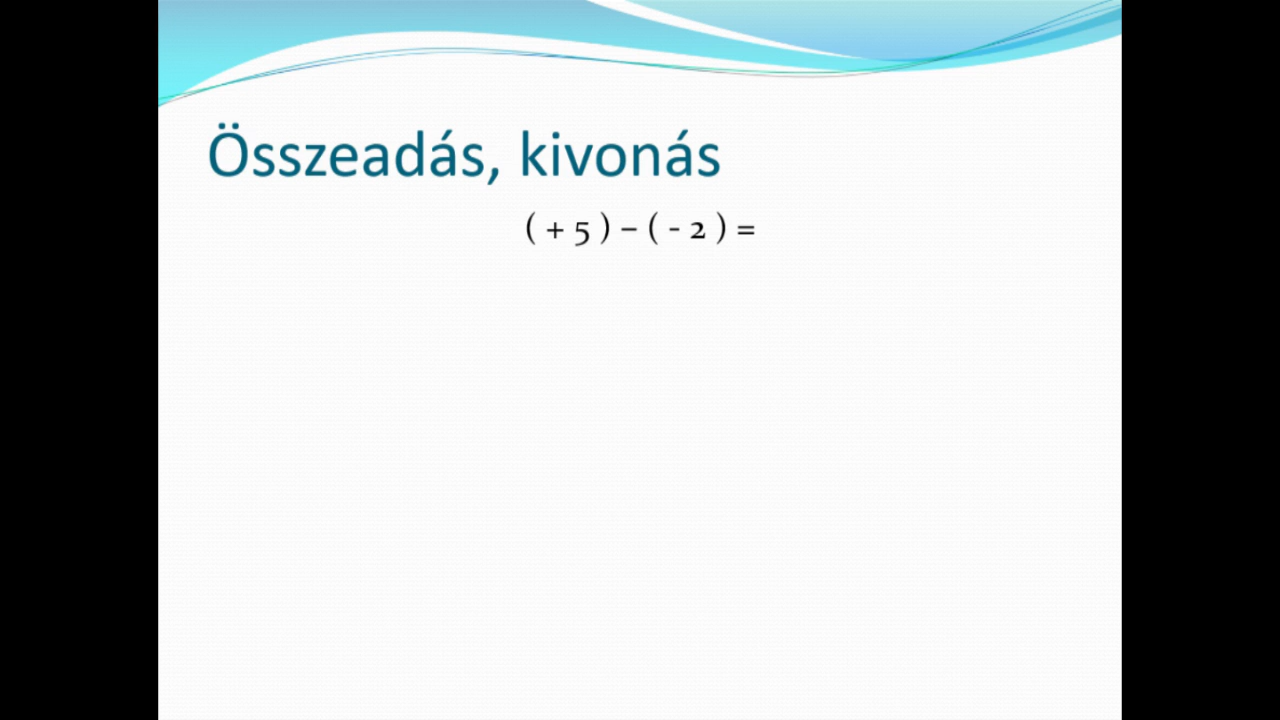 Összeadás, kivonás
( + 5 ) – ( - 2 ) =